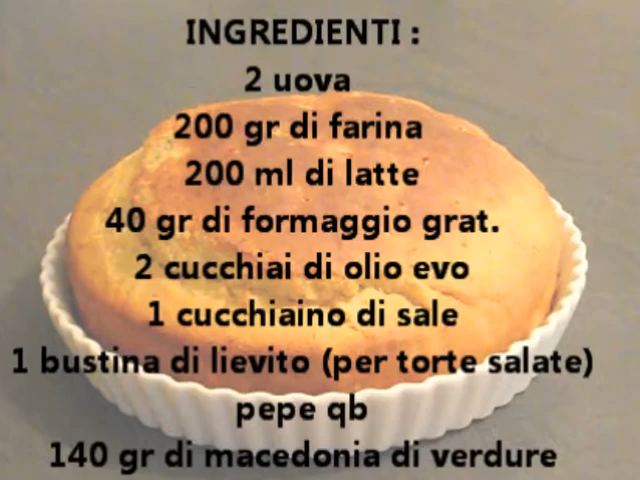 INGREDIENTI :
2 uova
200 gr di farina
200 ml di latte
40 gr di formaggio grat.
2 cucchiai di olio evo
1 cucchiaino di sale
1 bustina di lievito (per torte salate)
pepe qb
140 gr di macedonia di verdure